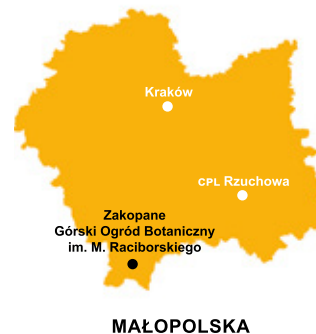 Kraków
CPL Rzuchowa
Zakopane
Górski Ogród Botaniczny
im. M. Raciborskiego
MAŁOPOLSKA